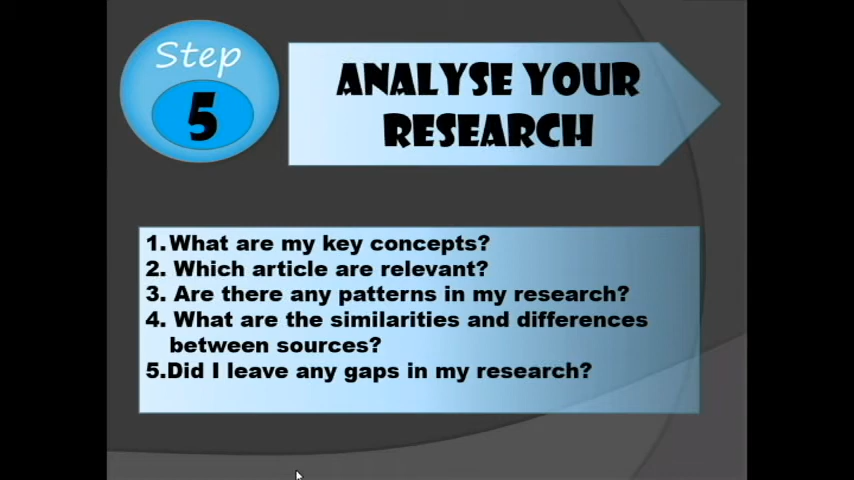 Step
5
ANALYSE YOUR
RESEARCH
1.What are my key concepts?
2. Which article are relevant?
3. Are there any patterns in my research?
4. What are the similarities and differences
between sources?
5.Did I leave any gaps in my research?